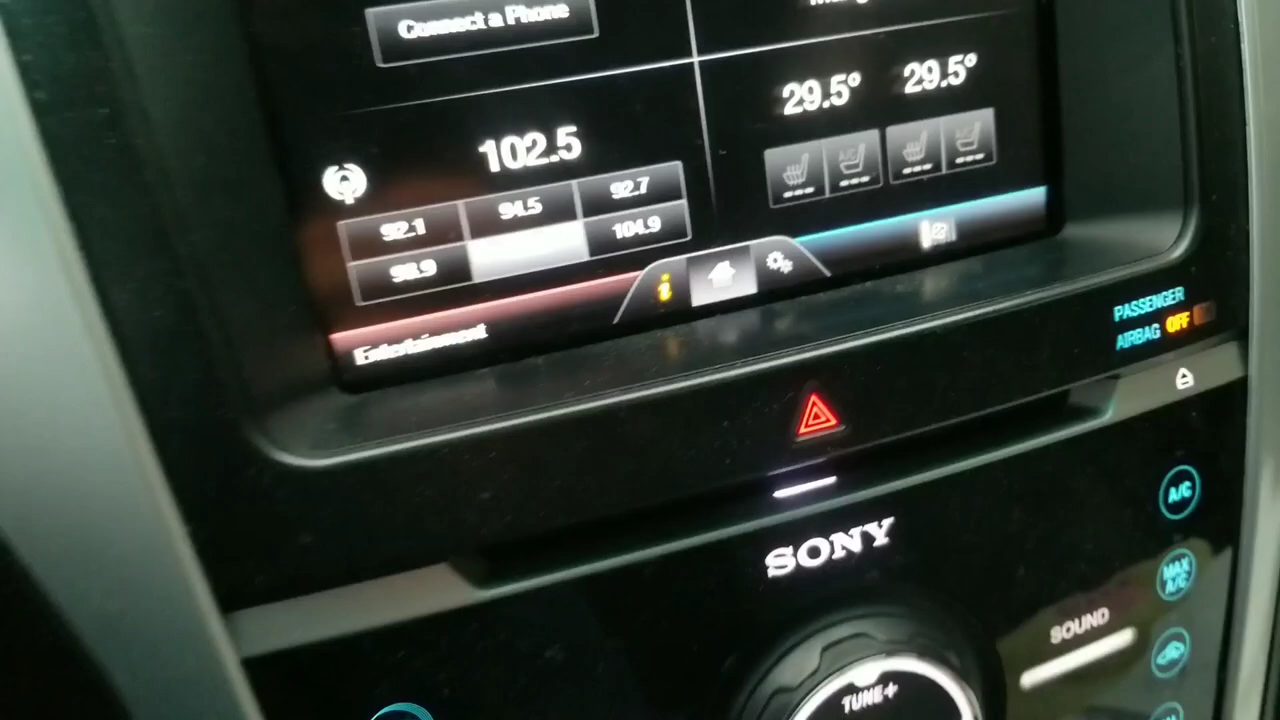 Connect a Phone
102.5
92.1 94.5 92.7
98.9 104.9
29.5° 29.5°
A/C A/C
Entertainment
i
PASSENGER
AIRBAG OFF
SONY
A/C
MAX
A/C
SOUND
TUNE+